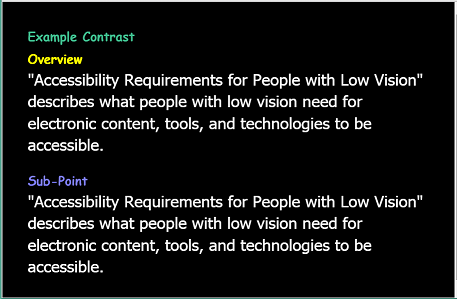 Example Contrast
Overview
"Accessibility Requirements for People with Low Vision"
describes what people with low vision need for
electronic content, tools, and technologies to be
accessible.
Sub-Point
"Accessibility Requirements for People with Low Vision"
describes what people with low vision need for
electronic content, tools, and technologies to be
accessible.